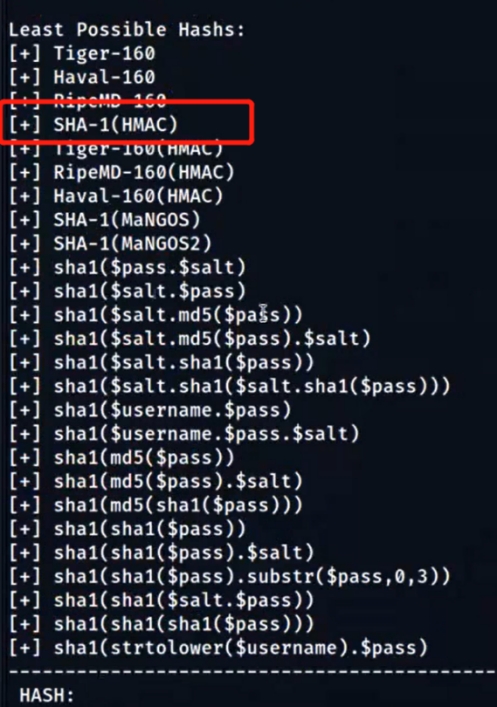 Least Possible Hashs:
[+] Tiger-160
[+] Haval-160
[+] RipeMD-160
[+] SHA-1(HMAC)
[+] Tiger-160(HMAC)
[+] RipeMD-160(HMAC)
[+] Haval-160(HMAC)
[+] SHA-1(MaNGOS)
[+] SHA-1(MaNGOS2)
[+] sha1($pass.$salt)
[+] sha1($salt.$pass)
[+] sha1($salt.md5($pass))
[+] sha1($salt.md5($pass).$salt)
[+] sha1($salt.sha1($pass))
[+] sha1($salt.sha1($salt.sha1($pass)))
[+] sha1($username.$pass)
[+] sha1($username.$pass.$salt)
[+] sha1(md5($pass))
[+] sha1(md5($pass).$salt)
[+] sha1(md5(sha1($pass)))
[+] sha1(sha1($pass))
[+] sha1(sha1($pass).$salt)
[+] sha1(sha1($pass).substr($pass,0,3))
[+] sha1(sha1($salt.$pass))
[+] sha1(sha1(sha1($pass)))
[+] sha1(strtolower($username).$pass)
--------------------------------------------------
HASH: